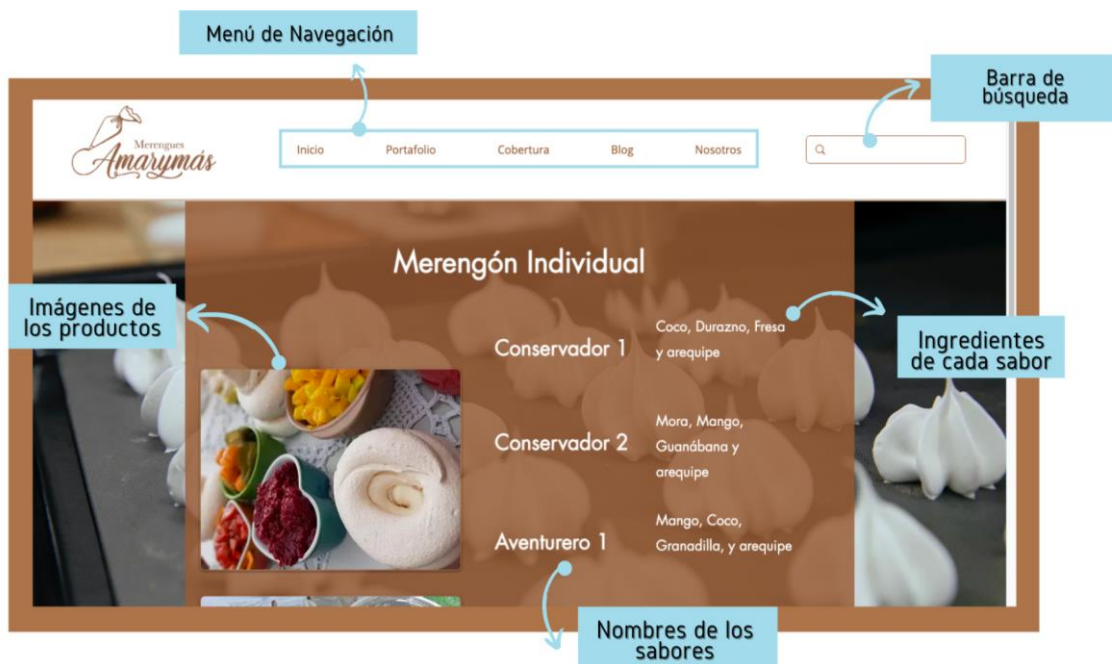 Menú de Navegación
Barra de
búsqueda
Merengues
Amarymás
Inicio
Portafolio
Cobertura
Blog
Nosotros
Merengón Individual
Imágenes de
los productos
Coco, Durazno, Fresa
y arequipe
Conservador 1
Ingredientes
de cada sabor
Mora, Mango,
Guanábana y
arequipe
Conservador 2
Mango, Coco,
Granadilla, y arequipe
Aventurero 1
Nombres de los
sabores